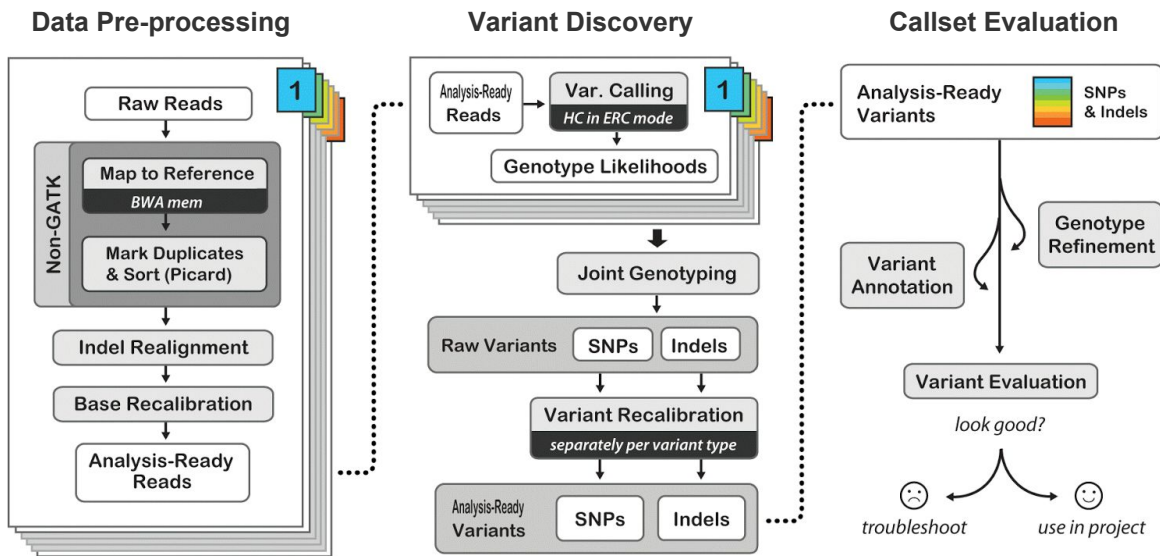 Data Pre-processing
1
Raw Reads
Non-GATK
Map to Reference
BWA mem
Mark Duplicates
& Sort (Picard)
Indel Realignment
Base Recalibration
Analysis-Ready
Reads
Variant Discovery
1
Analysis-Ready
Reads
Var. Calling
HC in ERC mode
Genotype Likelihoods
Joint Genotyping
Raw Variants
SNPs
Indels
Variant Recalibration
separately per variant type
Analysis-Ready
Variants
SNPs
Indels
Callset Evaluation
Analysis-Ready
Variants
SNPs
& Indels
Genotype
Refinement
Variant
Annotation
Variant Evaluation
look good?
troubleshoot
use in project